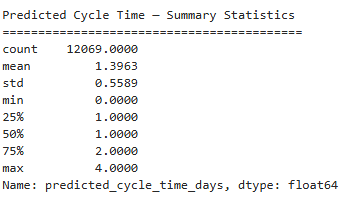 Predicted Cycle Time — Summary Statistics
==========================================
count    12069.0000
mean         1.3963
std          0.5589
min          0.0000
25%          1.0000
50%          1.0000
75%          2.0000
max          4.0000
Name: predicted_cycle_time_days, dtype: float64